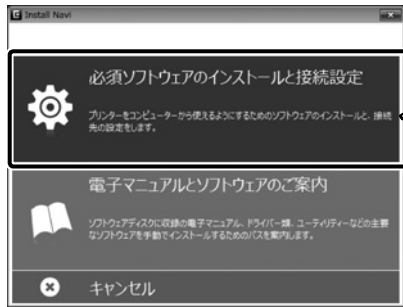 Install Navi
必須ソフトウェアのインストールと接続設定
プリンターをコンピューターから使えるようにするためのソフトウェアのインストールと、接続
先の設定をします。
電子マニュアルとソフトウェアのご案内
ソフトウェアディスクに収録の電子マニュアル、ドライバー類、ユーティリティーなどの主要
なソフトウェアを手動でインストールするためのパスを案内します。
キャンセル